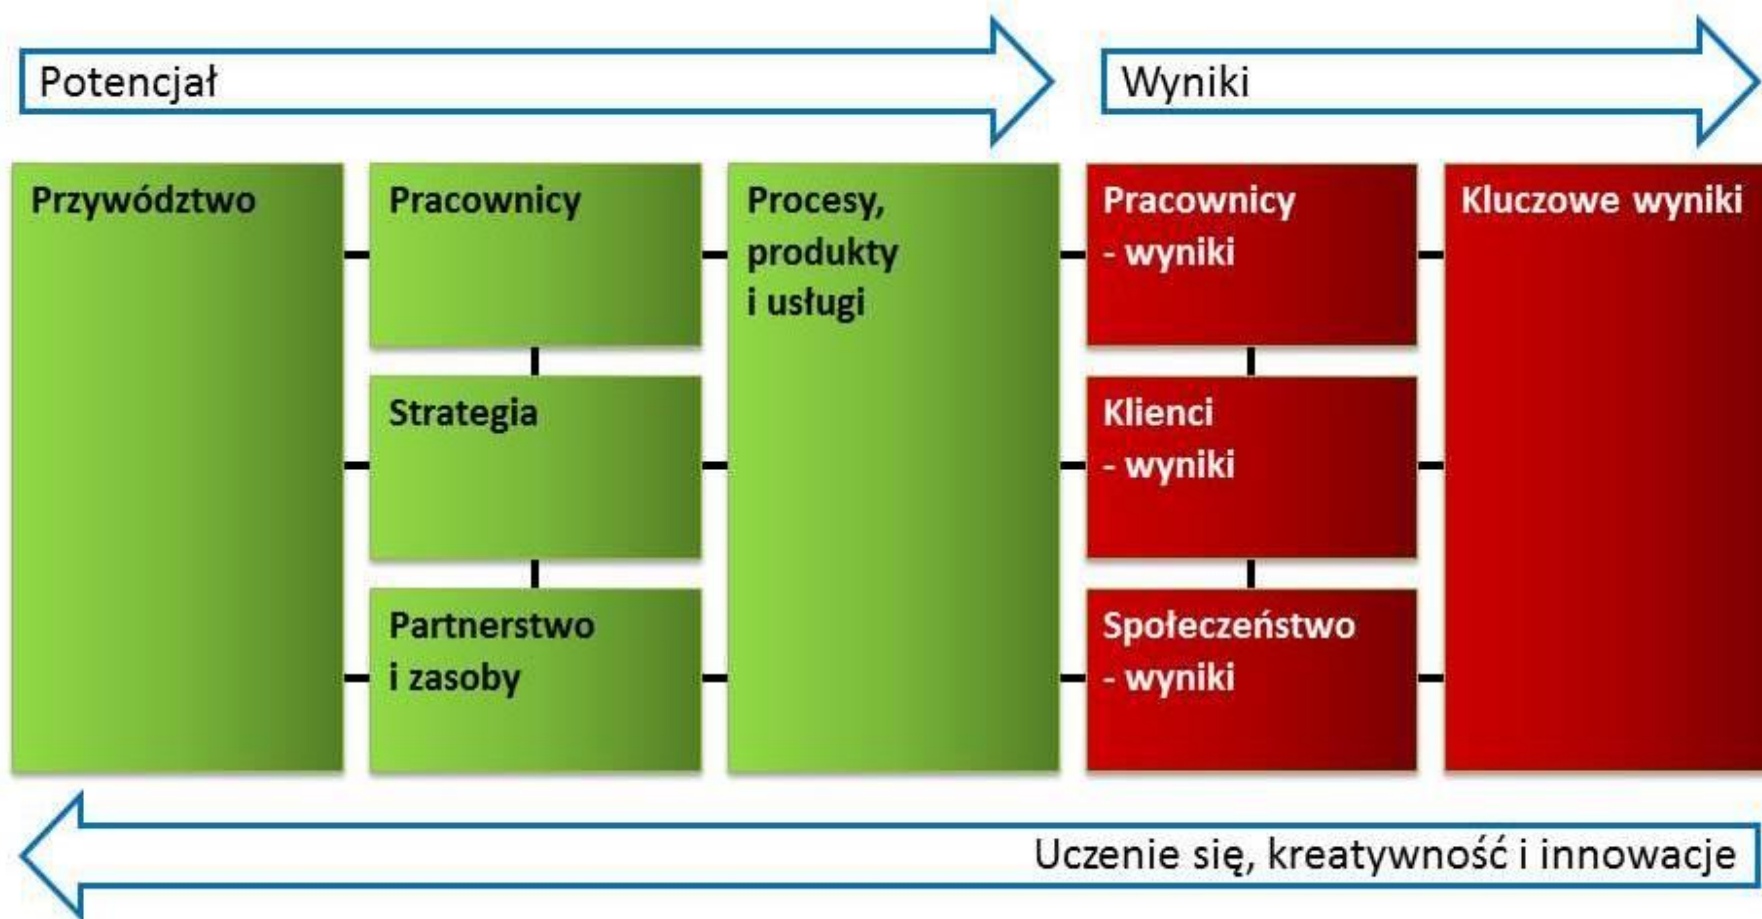 Potencjał
Wyniki
Przywództwo
Pracownicy
Strategia
Partnerstwo
i zasoby
Procesy,
produkty
i usługi
Pracownicy
- wyniki
Klienci
- wyniki
Społeczeństwo
- wyniki
Kluczowe wyniki
Uczenie się, kreatywność i innowacje